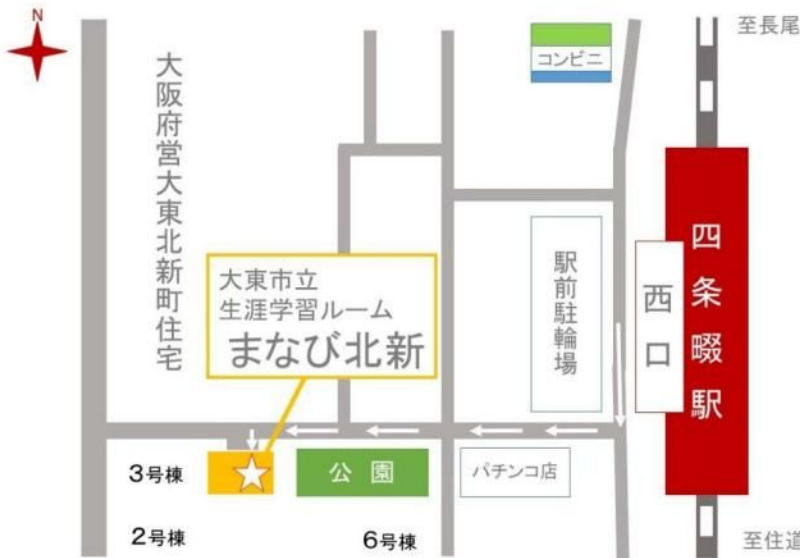 N
至長尾
コンビニ
大阪府営大東北新町住宅
四条畷駅
西口
駅前駐輪場
大東市立
生涯学習ルーム
まなび北新
3号棟
公園
パチンコ店
2号棟
6号棟
至住道